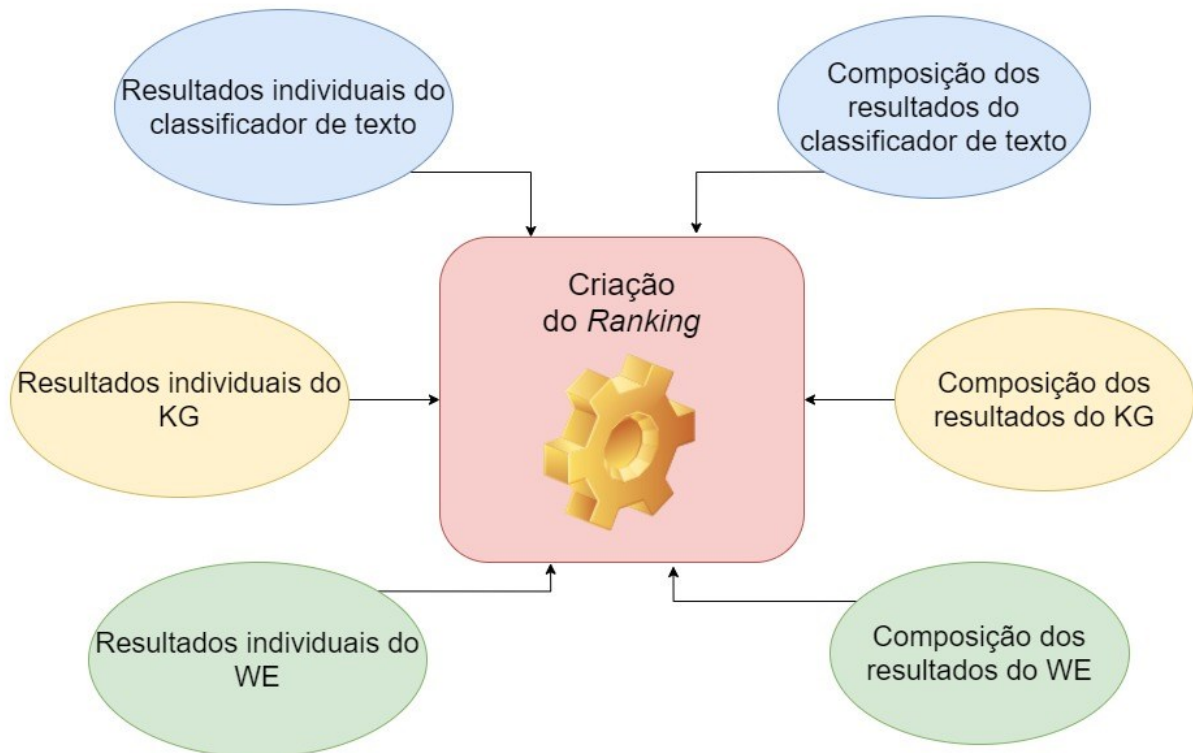 Resultados individuais do
classificador de texto
Composição dos
resultados do
classificador de texto
Criação
do Ranking
Resultados individuais do
KG
Composição dos
resultados do KG
Resultados individuais do
WE
Composição dos
resultados do WE